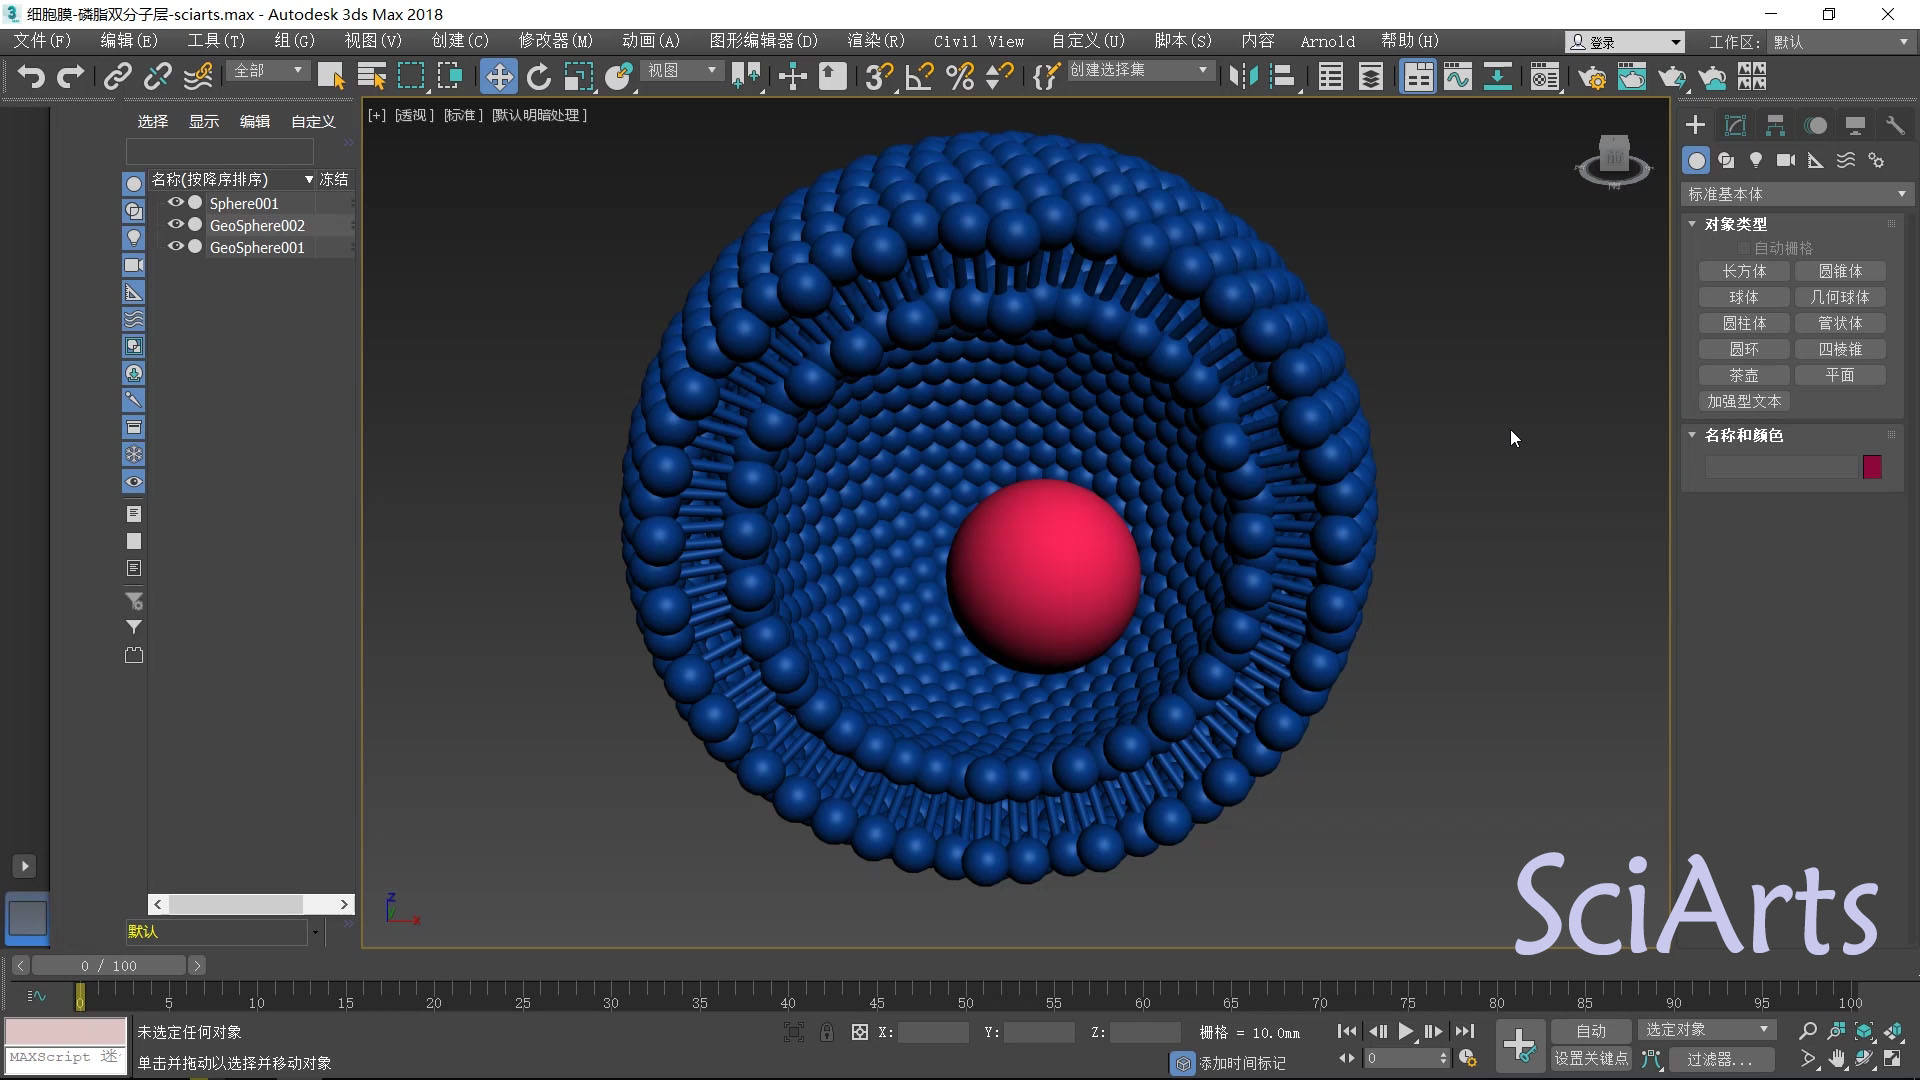 细胞膜-磷脂双分子层-sciarts.max - Autodesk 3ds Max 2018
文件(F) 编辑(E) 工具(T) 组(G) 视图(V) 创建(C) 修改器(M) 动画(A) 图形编辑器(D) 渲染(R) Civil View 自定义(U) 脚本(S) 内容 Arnold 帮助(H) 登录 工作区: 默认
全部 视图 创建选择集
选择 显示 编辑 自定义
[+] [透视] [标准] [默认明暗处理]
名称(按降序排序) 冻结
Sphere001
GeoSphere002
GeoSphere001
标准基本体
对象类型
自动栅格
长方体 圆锥体
球体 几何球体
圆柱体 管状体
圆环 四棱锥
茶壶 平面
加强型文本
名称和颜色
z
x
SciArts
默认
0 / 100
0 5 10 15 20 25 30 35 40 45 50 55 60 65 70 75 80 85 90 95 100
未选定任何对象 X: Y: Z: 栅格 = 10.0mm 自动 选定对象
MAXScript 迷
单击并拖动以选择并移动对象 添加时间标记 0 设置关键点 过滤器...